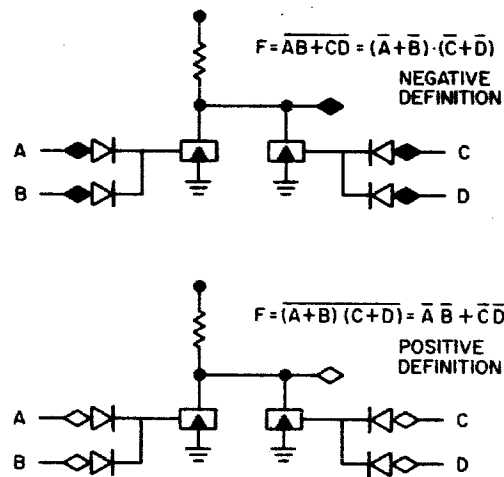 F = \overline{AB+CD} = (\overline{A}+\overline{B})·(\overline{C}+\overline{D})
NEGATIVE
DEFINITION
A
C
B
D
F = \overline{(A+B)(C+D)} = \overline{A} \overline{B} + \overline{C} \overline{D}
POSITIVE
DEFINITION
A
C
B
D